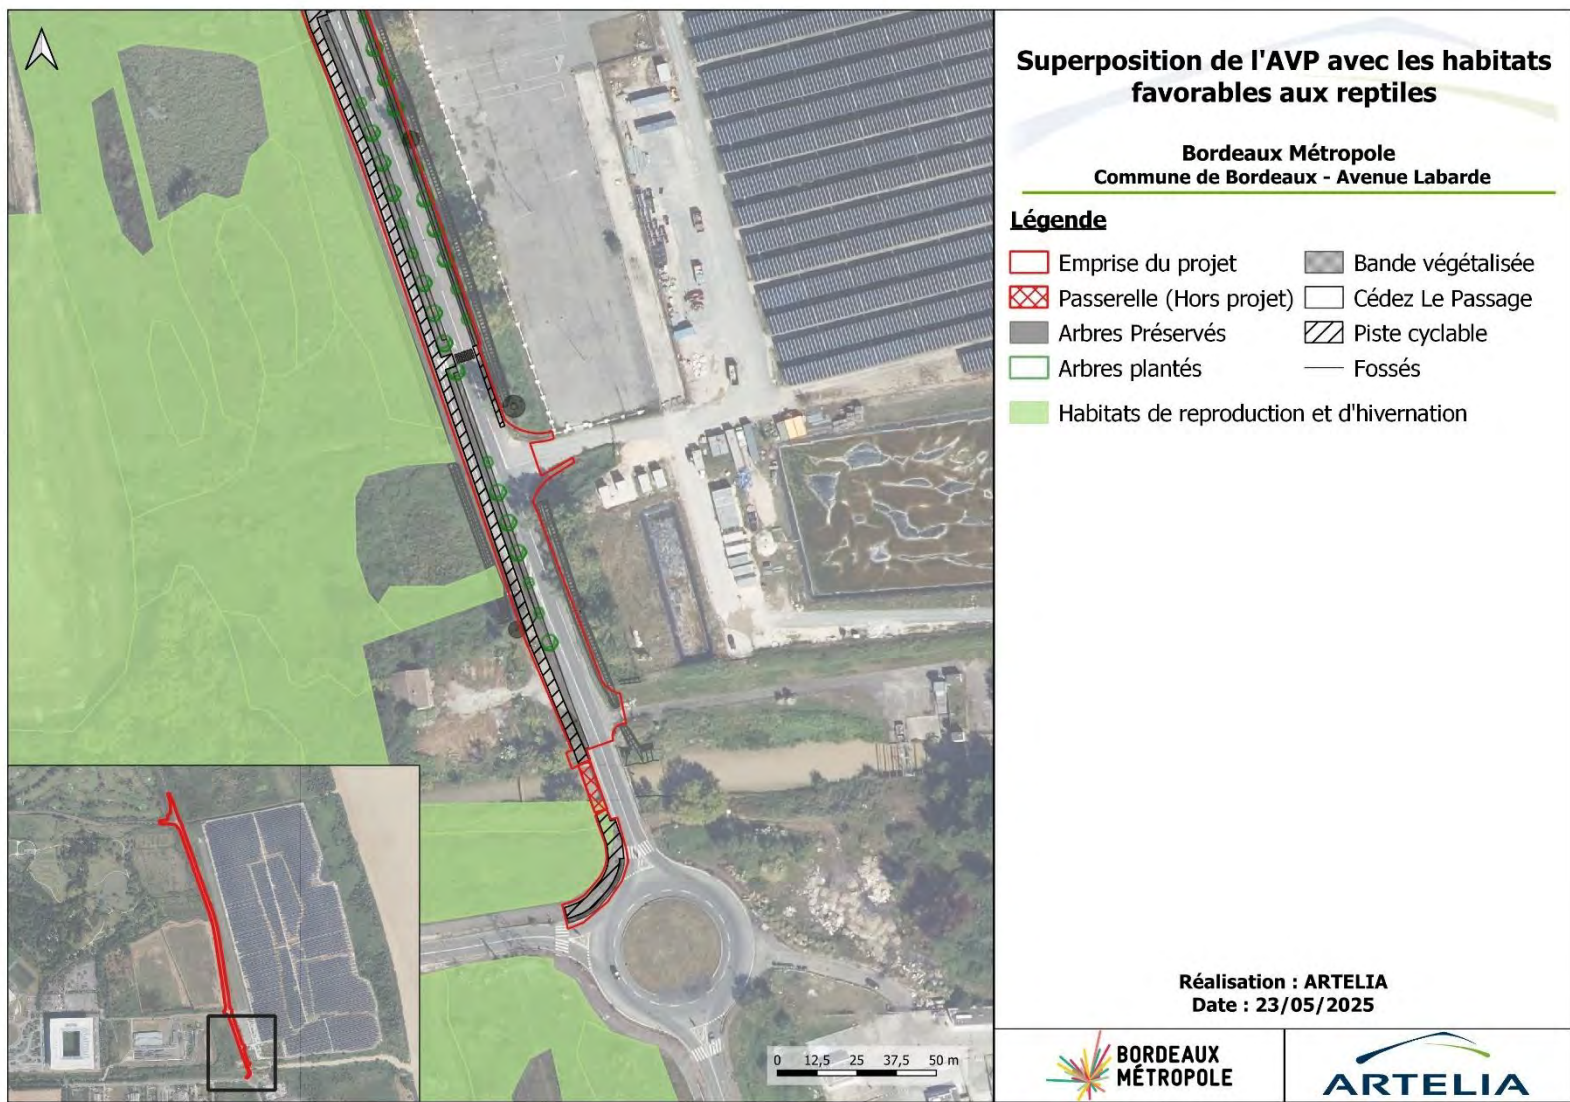 Superposition de l'AVP avec les habitats
favorables aux reptiles
Bordeaux Métropole
Commune de Bordeaux - Avenue Labarde
Légende
Emprise du projet
Passerelle (Hors projet)
Arbres Préservés
Arbres plantés
Habitats de reproduction et d'hivernation
Bande végétalisée
Cédez Le Passage
Piste cyclable
Fossés
0 12,5 25 37,5 50 m
Réalisation : ARTELIA
Date : 23/05/2025
BORDEAUX
MÉTROPOLE
ARTELIA